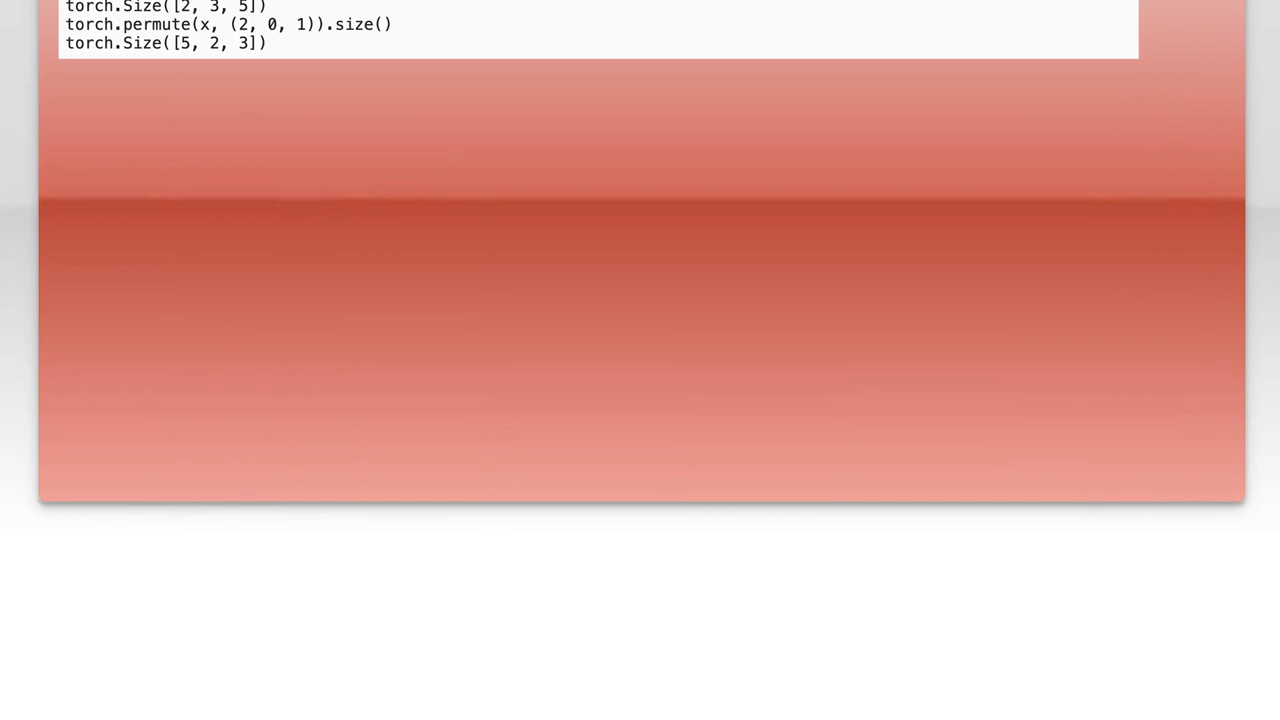 torch.Size([2, 3, 5])
torch.permute(x, (2, 0, 1)).size()
torch.Size([5, 2, 3])